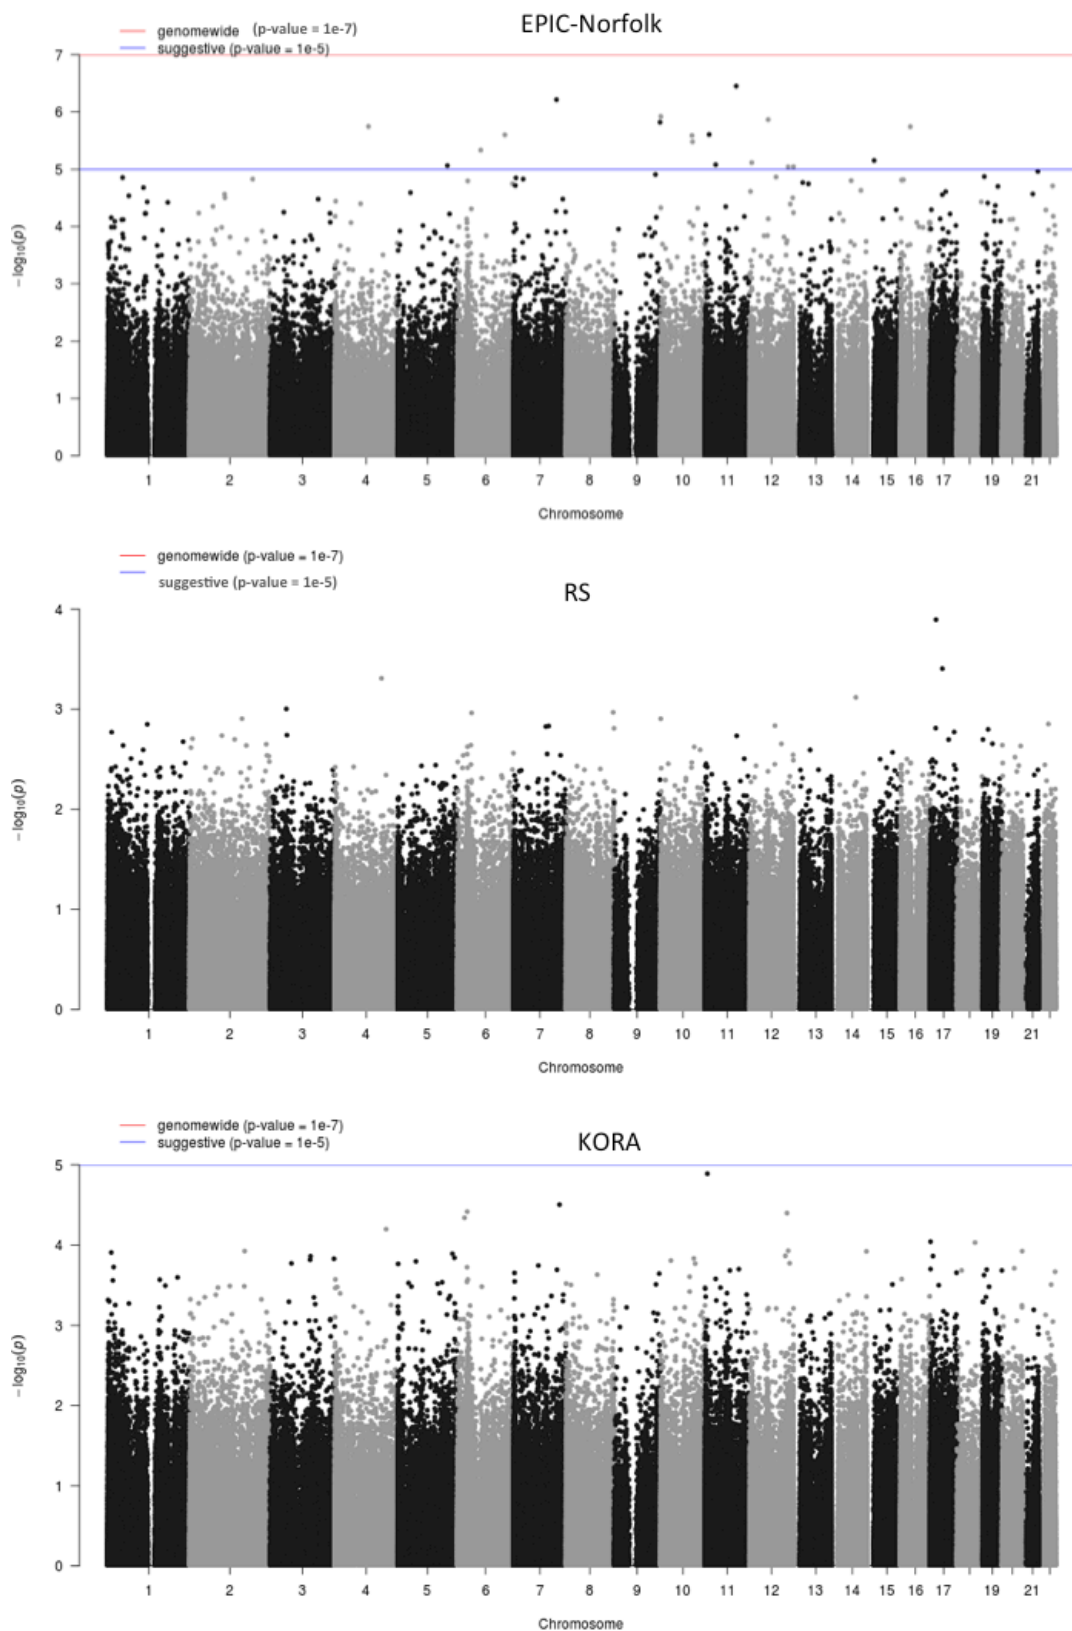 EPIC-Norfolk
genomewide (p-value = 1e-7)
suggestive (p-value = 1e-5)
7
6
5
4
3
2
1
0
−log10(p)
1 2 3 4 5 6 7 8 9 10 11 12 13 14 15 16 17 19 21
Chromosome
genomewide (p-value = 1e-7)
suggestive (p-value = 1e-5)
RS
4
3
2
1
0
−log10(p)
1 2 3 4 5 6 7 8 9 10 11 12 13 14 15 16 17 19 21
Chromosome
genomewide (p-value = 1e-7)
suggestive (p-value = 1e-5)
KORA
5
4
3
2
1
0
−log10(p)
1 2 3 4 5 6 7 8 9 10 11 12 13 14 15 16 17 19 21
Chromosome